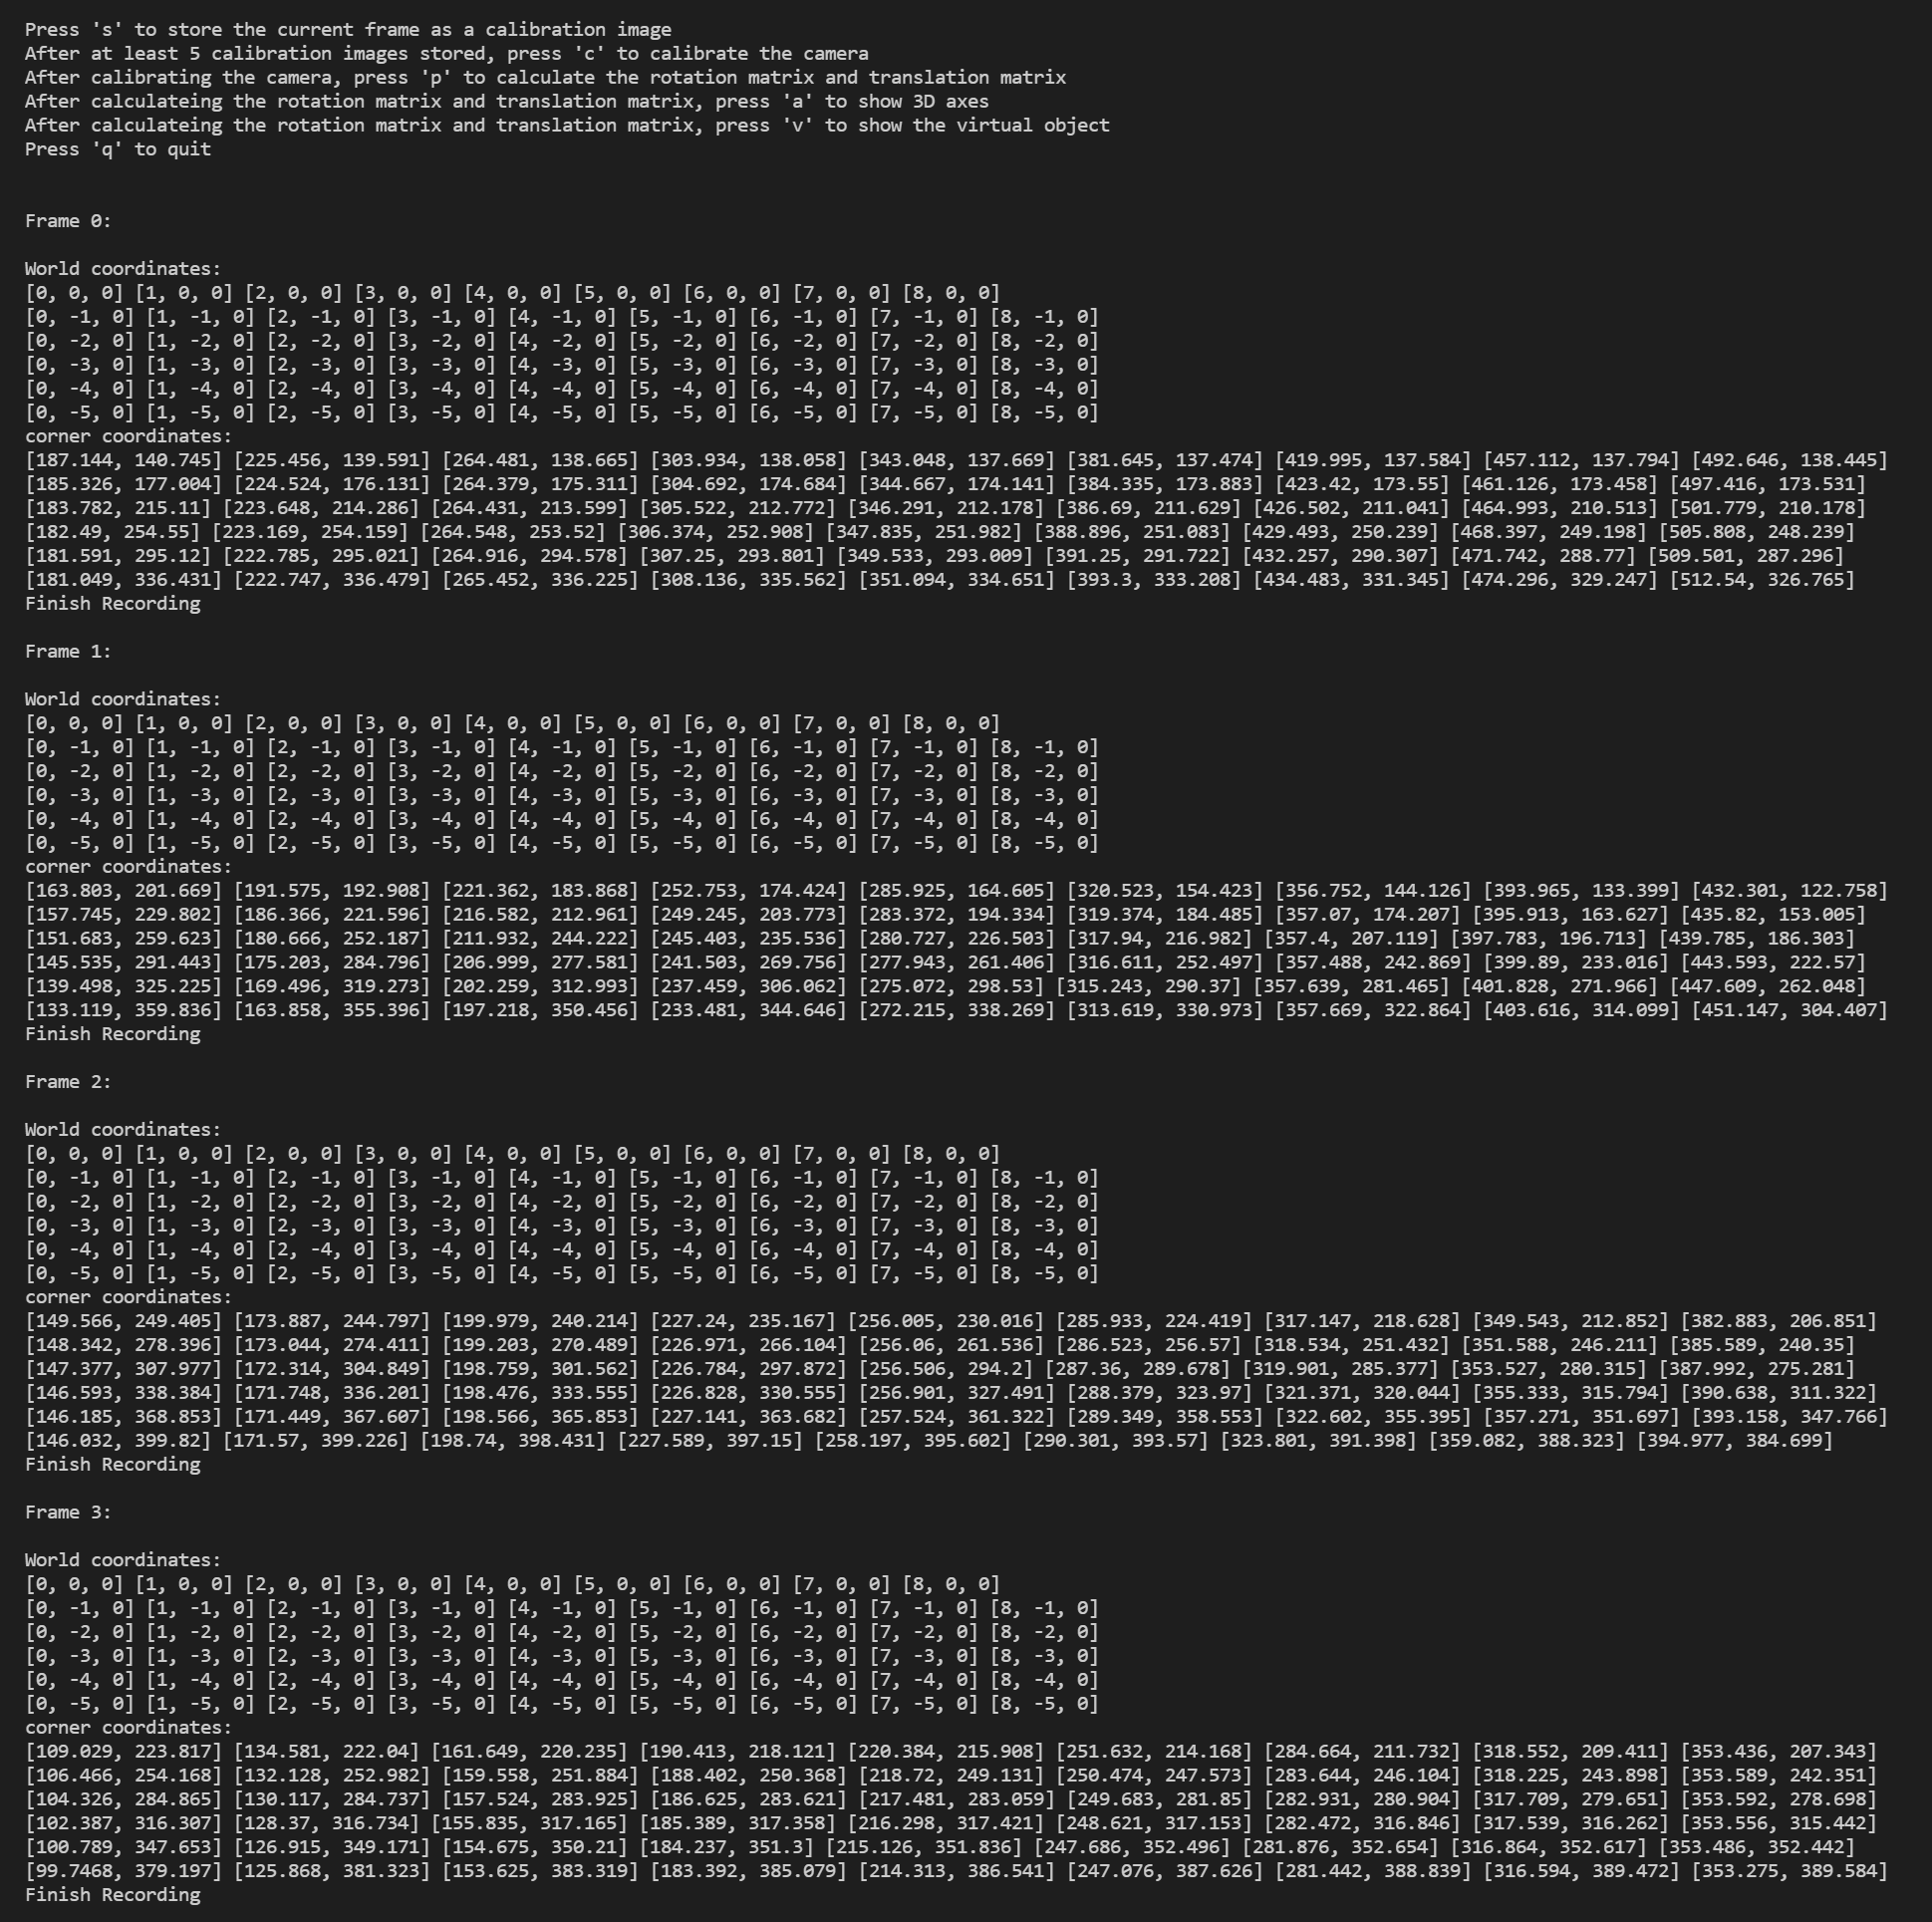 Press 's' to store the current frame as a calibration image
After at least 5 calibration images stored, press 'c' to calibrate the camera
After calibrating the camera, press 'p' to calculate the rotation matrix and translation matrix
After calculateing the rotation matrix and translation matrix, press 'a' to show 3D axes
After calculateing the rotation matrix and translation matrix, press 'v' to show the virtual object
Press 'q' to quit
Frame 0:
World coordinates:
[0, 0, 0] [1, 0, 0] [2, 0, 0] [3, 0, 0] [4, 0, 0] [5, 0, 0] [6, 0, 0] [7, 0, 0] [8, 0, 0]
[0, -1, 0] [1, -1, 0] [2, -1, 0] [3, -1, 0] [4, -1, 0] [5, -1, 0] [6, -1, 0] [7, -1, 0] [8, -1, 0]
[0, -2, 0] [1, -2, 0] [2, -2, 0] [3, -2, 0] [4, -2, 0] [5, -2, 0] [6, -2, 0] [7, -2, 0] [8, -2, 0]
[0, -3, 0] [1, -3, 0] [2, -3, 0] [3, -3, 0] [4, -3, 0] [5, -3, 0] [6, -3, 0] [7, -3, 0] [8, -3, 0]
[0, -4, 0] [1, -4, 0] [2, -4, 0] [3, -4, 0] [4, -4, 0] [5, -4, 0] [6, -4, 0] [7, -4, 0] [8, -4, 0]
[0, -5, 0] [1, -5, 0] [2, -5, 0] [3, -5, 0] [4, -5, 0] [5, -5, 0] [6, -5, 0] [7, -5, 0] [8, -5, 0]
corner coordinates:
[187.144, 140.745] [225.456, 139.591] [264.481, 138.665] [303.934, 138.058] [343.048, 137.669] [381.645, 137.474] [419.995, 137.584] [457.112, 137.794] [492.646, 138.445]
[185.326, 177.004] [224.524, 176.131] [264.379, 175.311] [304.692, 174.684] [344.667, 174.141] [384.335, 173.883] [423.42, 173.55] [461.126, 173.458] [497.416, 173.531]
[183.782, 215.11] [223.648, 214.286] [264.431, 213.599] [305.522, 212.772] [346.291, 212.178] [386.69, 211.629] [426.502, 211.041] [464.993, 210.513] [501.779, 210.178]
[182.49, 254.55] [223.169, 254.159] [264.548, 253.52] [306.374, 252.908] [347.835, 251.982] [388.896, 251.083] [429.493, 250.239] [468.397, 249.198] [505.808, 248.239]
[181.591, 295.12] [222.785, 295.021] [264.916, 294.578] [307.25, 293.801] [349.533, 293.009] [391.25, 291.722] [432.257, 290.307] [471.742, 288.77] [509.501, 287.296]
[181.049, 336.431] [222.747, 336.479] [265.452, 336.225] [308.136, 335.562] [351.094, 334.651] [393.3, 333.208] [434.483, 331.345] [474.296, 329.247] [512.54, 326.765]
Finish Recording
Frame 1:
World coordinates:
[0, 0, 0] [1, 0, 0] [2, 0, 0] [3, 0, 0] [4, 0, 0] [5, 0, 0] [6, 0, 0] [7, 0, 0] [8, 0, 0]
[0, -1, 0] [1, -1, 0] [2, -1, 0] [3, -1, 0] [4, -1, 0] [5, -1, 0] [6, -1, 0] [7, -1, 0] [8, -1, 0]
[0, -2, 0] [1, -2, 0] [2, -2, 0] [3, -2, 0] [4, -2, 0] [5, -2, 0] [6, -2, 0] [7, -2, 0] [8, -2, 0]
[0, -3, 0] [1, -3, 0] [2, -3, 0] [3, -3, 0] [4, -3, 0] [5, -3, 0] [6, -3, 0] [7, -3, 0] [8, -3, 0]
[0, -4, 0] [1, -4, 0] [2, -4, 0] [3, -4, 0] [4, -4, 0] [5, -4, 0] [6, -4, 0] [7, -4, 0] [8, -4, 0]
[0, -5, 0] [1, -5, 0] [2, -5, 0] [3, -5, 0] [4, -5, 0] [5, -5, 0] [6, -5, 0] [7, -5, 0] [8, -5, 0]
corner coordinates:
[163.803, 201.669] [191.575, 192.908] [221.362, 183.868] [252.753, 174.424] [285.925, 164.605] [320.523, 154.423] [356.752, 144.126] [393.965, 133.399] [432.301, 122.758]
[157.745, 229.802] [186.366, 221.596] [216.582, 212.961] [249.245, 203.773] [283.372, 194.334] [319.374, 184.485] [357.07, 174.207] [395.913, 163.627] [435.82, 153.005]
[151.683, 259.623] [180.666, 252.187] [211.932, 244.222] [245.403, 235.536] [280.727, 226.503] [317.94, 216.982] [357.4, 207.119] [397.783, 196.713] [439.785, 186.303]
[145.535, 291.443] [175.203, 284.796] [206.999, 277.581] [241.503, 269.756] [277.943, 261.406] [316.611, 252.497] [357.488, 242.869] [399.89, 233.016] [443.593, 222.57]
[139.498, 325.225] [169.496, 319.273] [202.259, 312.993] [237.459, 306.062] [275.072, 298.53] [315.243, 290.37] [357.639, 281.465] [401.828, 271.966] [447.609, 262.048]
[133.119, 359.836] [163.858, 355.396] [197.218, 350.456] [233.481, 344.646] [272.215, 338.269] [313.619, 330.973] [357.669, 322.864] [403.616, 314.099] [451.147, 304.407]
Finish Recording
Frame 2:
World coordinates:
[0, 0, 0] [1, 0, 0] [2, 0, 0] [3, 0, 0] [4, 0, 0] [5, 0, 0] [6, 0, 0] [7, 0, 0] [8, 0, 0]
[0, -1, 0] [1, -1, 0] [2, -1, 0] [3, -1, 0] [4, -1, 0] [5, -1, 0] [6, -1, 0] [7, -1, 0] [8, -1, 0]
[0, -2, 0] [1, -2, 0] [2, -2, 0] [3, -2, 0] [4, -2, 0] [5, -2, 0] [6, -2, 0] [7, -2, 0] [8, -2, 0]
[0, -3, 0] [1, -3, 0] [2, -3, 0] [3, -3, 0] [4, -3, 0] [5, -3, 0] [6, -3, 0] [7, -3, 0] [8, -3, 0]
[0, -4, 0] [1, -4, 0] [2, -4, 0] [3, -4, 0] [4, -4, 0] [5, -4, 0] [6, -4, 0] [7, -4, 0] [8, -4, 0]
[0, -5, 0] [1, -5, 0] [2, -5, 0] [3, -5, 0] [4, -5, 0] [5, -5, 0] [6, -5, 0] [7, -5, 0] [8, -5, 0]
corner coordinates:
[149.566, 249.405] [173.887, 244.797] [199.979, 240.214] [227.24, 235.167] [256.005, 230.016] [285.933, 224.419] [317.147, 218.628] [349.543, 212.852] [382.883, 206.851]
[148.342, 278.396] [173.044, 274.411] [199.203, 270.489] [226.971, 266.104] [256.06, 261.536] [286.523, 256.57] [318.534, 251.432] [351.588, 246.211] [385.589, 240.35]
[147.377, 307.977] [172.314, 304.849] [198.759, 301.562] [226.784, 297.872] [256.506, 294.2] [287.36, 289.678] [319.901, 285.377] [353.527, 280.315] [387.992, 275.281]
[146.593, 338.384] [171.748, 336.201] [198.476, 333.555] [226.828, 330.555] [256.901, 327.491] [288.379, 323.97] [321.371, 320.044] [355.333, 315.794] [390.638, 311.322]
[146.185, 368.853] [171.449, 367.607] [198.566, 365.853] [227.141, 363.682] [257.524, 361.322] [289.349, 358.553] [322.602, 355.395] [357.271, 351.697] [393.158, 347.766]
[146.032, 399.82] [171.57, 399.226] [198.74, 398.431] [227.589, 397.15] [258.197, 395.602] [290.301, 393.57] [323.801, 391.398] [359.082, 388.323] [394.977, 384.699]
Finish Recording
Frame 3:
World coordinates:
[0, 0, 0] [1, 0, 0] [2, 0, 0] [3, 0, 0] [4, 0, 0] [5, 0, 0] [6, 0, 0] [7, 0, 0] [8, 0, 0]
[0, -1, 0] [1, -1, 0] [2, -1, 0] [3, -1, 0] [4, -1, 0] [5, -1, 0] [6, -1, 0] [7, -1, 0] [8, -1, 0]
[0, -2, 0] [1, -2, 0] [2, -2, 0] [3, -2, 0] [4, -2, 0] [5, -2, 0] [6, -2, 0] [7, -2, 0] [8, -2, 0]
[0, -3, 0] [1, -3, 0] [2, -3, 0] [3, -3, 0] [4, -3, 0] [5, -3, 0] [6, -3, 0] [7, -3, 0] [8, -3, 0]
[0, -4, 0] [1, -4, 0] [2, -4, 0] [3, -4, 0] [4, -4, 0] [5, -4, 0] [6, -4, 0] [7, -4, 0] [8, -4, 0]
[0, -5, 0] [1, -5, 0] [2, -5, 0] [3, -5, 0] [4, -5, 0] [5, -5, 0] [6, -5, 0] [7, -5, 0] [8, -5, 0]
corner coordinates:
[109.029, 223.817] [134.581, 222.04] [161.649, 220.235] [190.413, 218.121] [220.384, 215.908] [251.632, 214.168] [284.664, 211.732] [318.552, 209.411] [353.436, 207.343]
[106.466, 254.168] [132.128, 252.982] [159.558, 251.884] [188.402, 250.368] [218.72, 249.131] [250.474, 247.573] [283.644, 246.104] [318.225, 243.898] [353.589, 242.351]
[104.326, 284.865] [130.117, 284.737] [157.524, 283.925] [186.625, 283.621] [217.481, 283.059] [249.683, 281.85] [282.931, 280.904] [317.709, 279.651] [353.592, 278.698]
[102.387, 316.307] [128.37, 316.734] [155.835, 317.165] [185.389, 317.358] [216.298, 317.421] [248.621, 317.153] [282.472, 316.846] [317.539, 316.262] [353.556, 315.442]
[100.789, 347.653] [126.915, 349.171] [154.675, 350.21] [184.237, 351.3] [215.126, 351.836] [247.686, 352.496] [281.876, 352.654] [316.864, 352.617] [353.486, 352.442]
[99.7468, 379.197] [125.868, 381.323] [153.625, 383.319] [183.392, 385.079] [214.313, 386.541] [247.076, 387.626] [281.442, 388.839] [316.594, 389.472] [353.275, 389.584]
Finish Recording